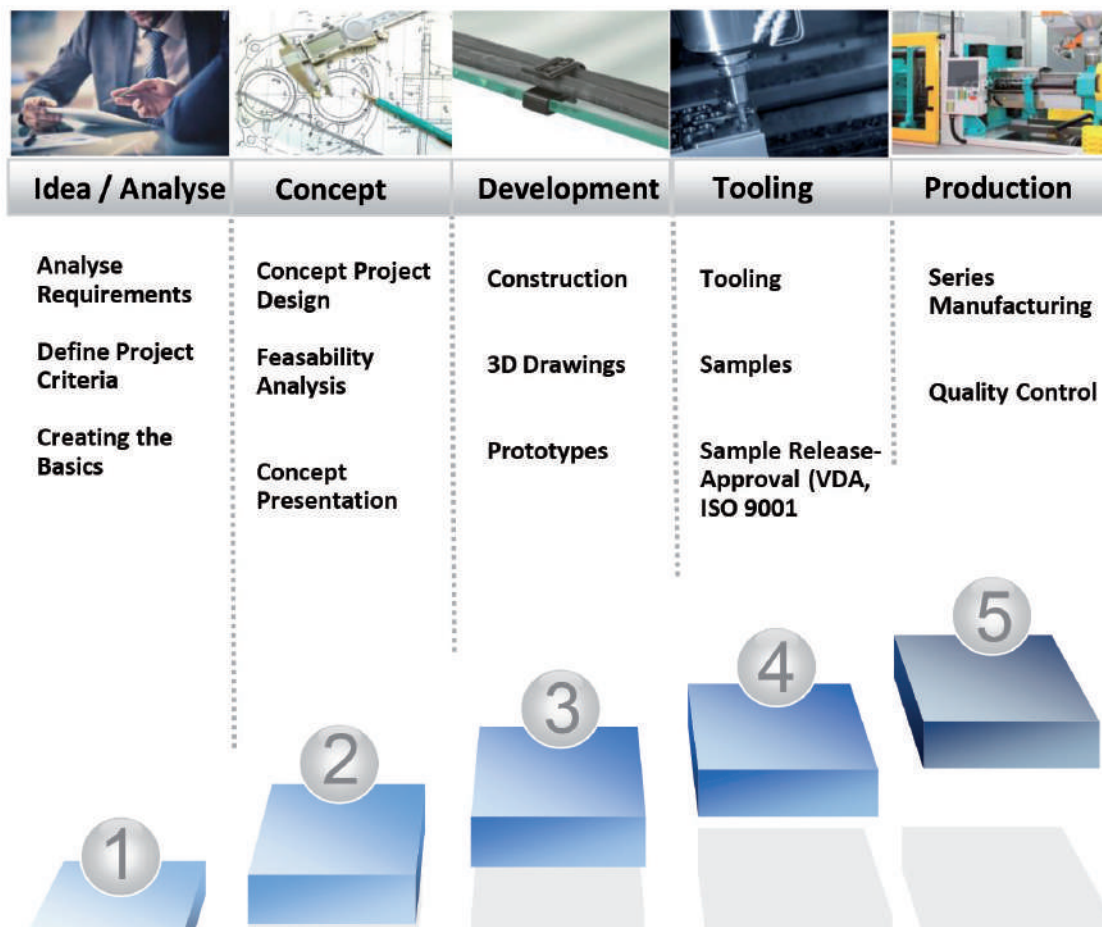 Idea / Analyse
Analyse
Requirements
Define Project
Criteria
Creating the
Basics
Concept
Concept Project
Design
Feasability
Analysis
Concept
Presentation
Development
Construction
3D Drawings
Prototypes
Tooling
Tooling
Samples
Sample Release-
Approval (VDA,
ISO 9001
Production
Series
Manufacturing
Quality Control
1
2
3
4
5